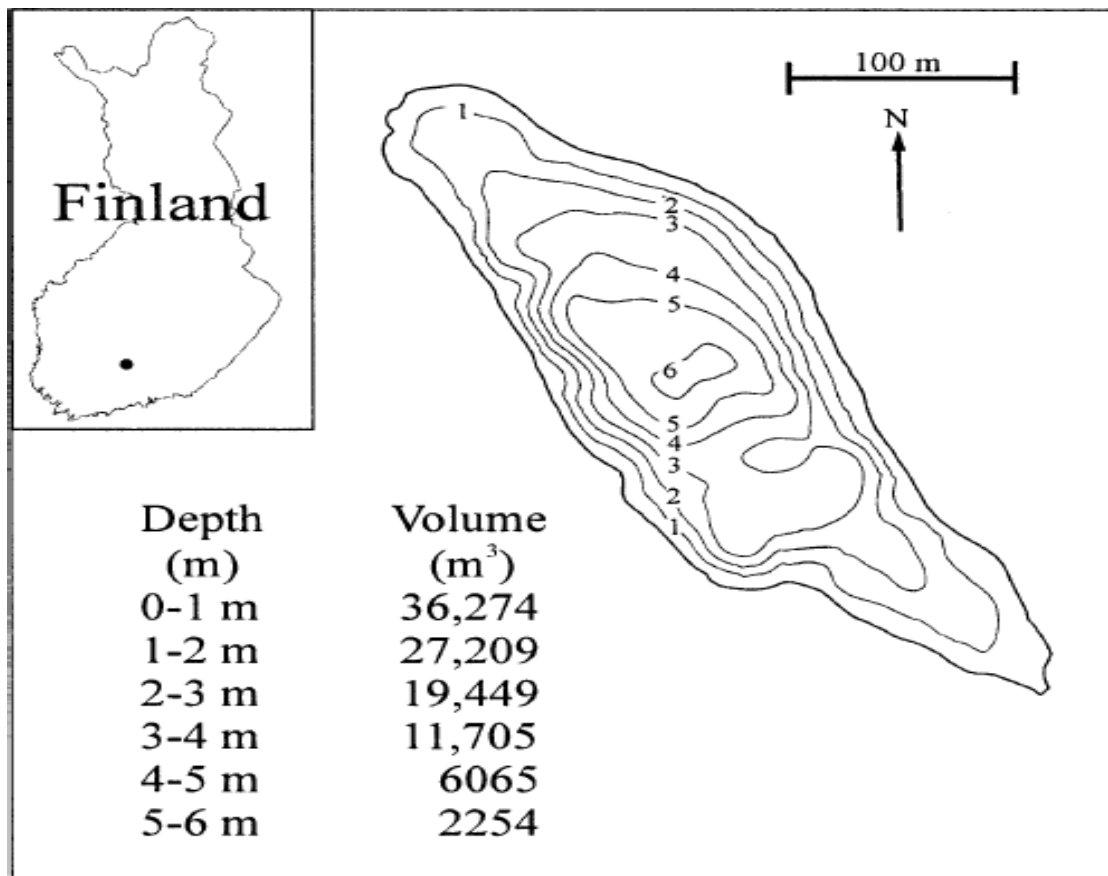 Finland
100 m
N
1
2
3
4
5
6
5
4
3
2
1
Depth Volume
(m) (m³)
0-1 m 36,274
1-2 m 27,209
2-3 m 19,449
3-4 m 11,705
4-5 m 6065
5-6 m 2254